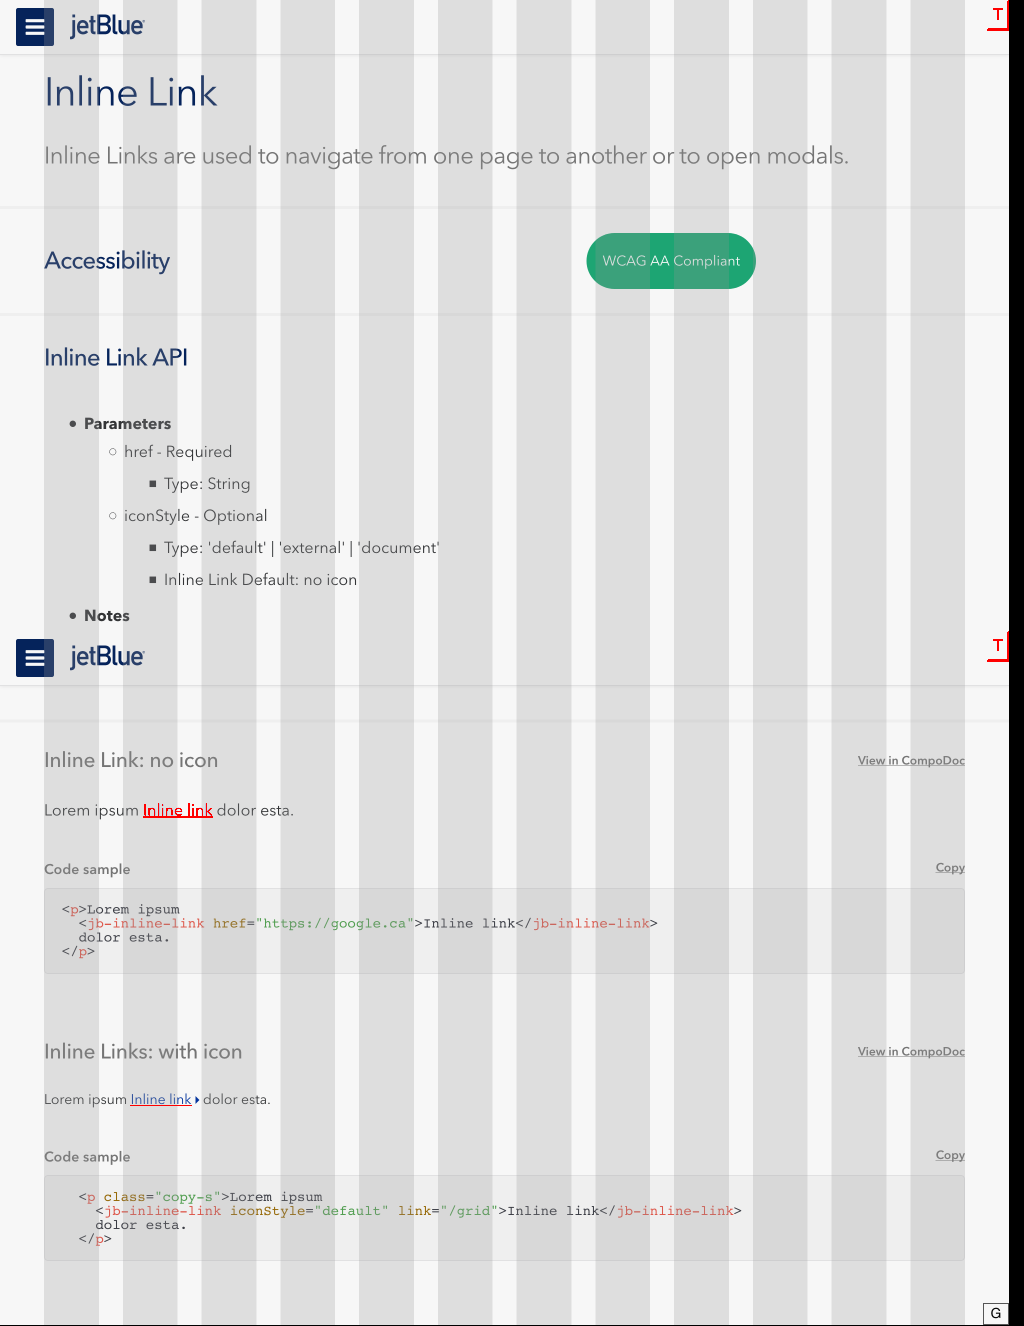 jetBlue
T
Inline Link
Inline Links are used to navigate from one page to another or to open modals.
Accessibility
WCAG AA Compliant
Inline Link API
• Parameters
○ href - Required
▪ Type: String
○ iconStyle - Optional
▪ Type: 'default' | 'external' | 'document'
▪ Inline Link Default: no icon
• Notes
jetBlue
T
Inline Link: no icon
View in CompoDoc
Lorem ipsum Inline link dolor esta.
Code sample
Copy
<p>Lorem ipsum
<jb-inline-link href="https://google.ca">Inline link</jb-inline-link>
dolor esta.
</p>
Inline Links: with icon
View in CompoDoc
Lorem ipsum Inline link dolor esta.
Code sample
Copy
<p class="copy-s">Lorem ipsum
<jb-inline-link iconStyle="default" link="/grid">Inline link</jb-inline-link>
dolor esta.
</p>
G